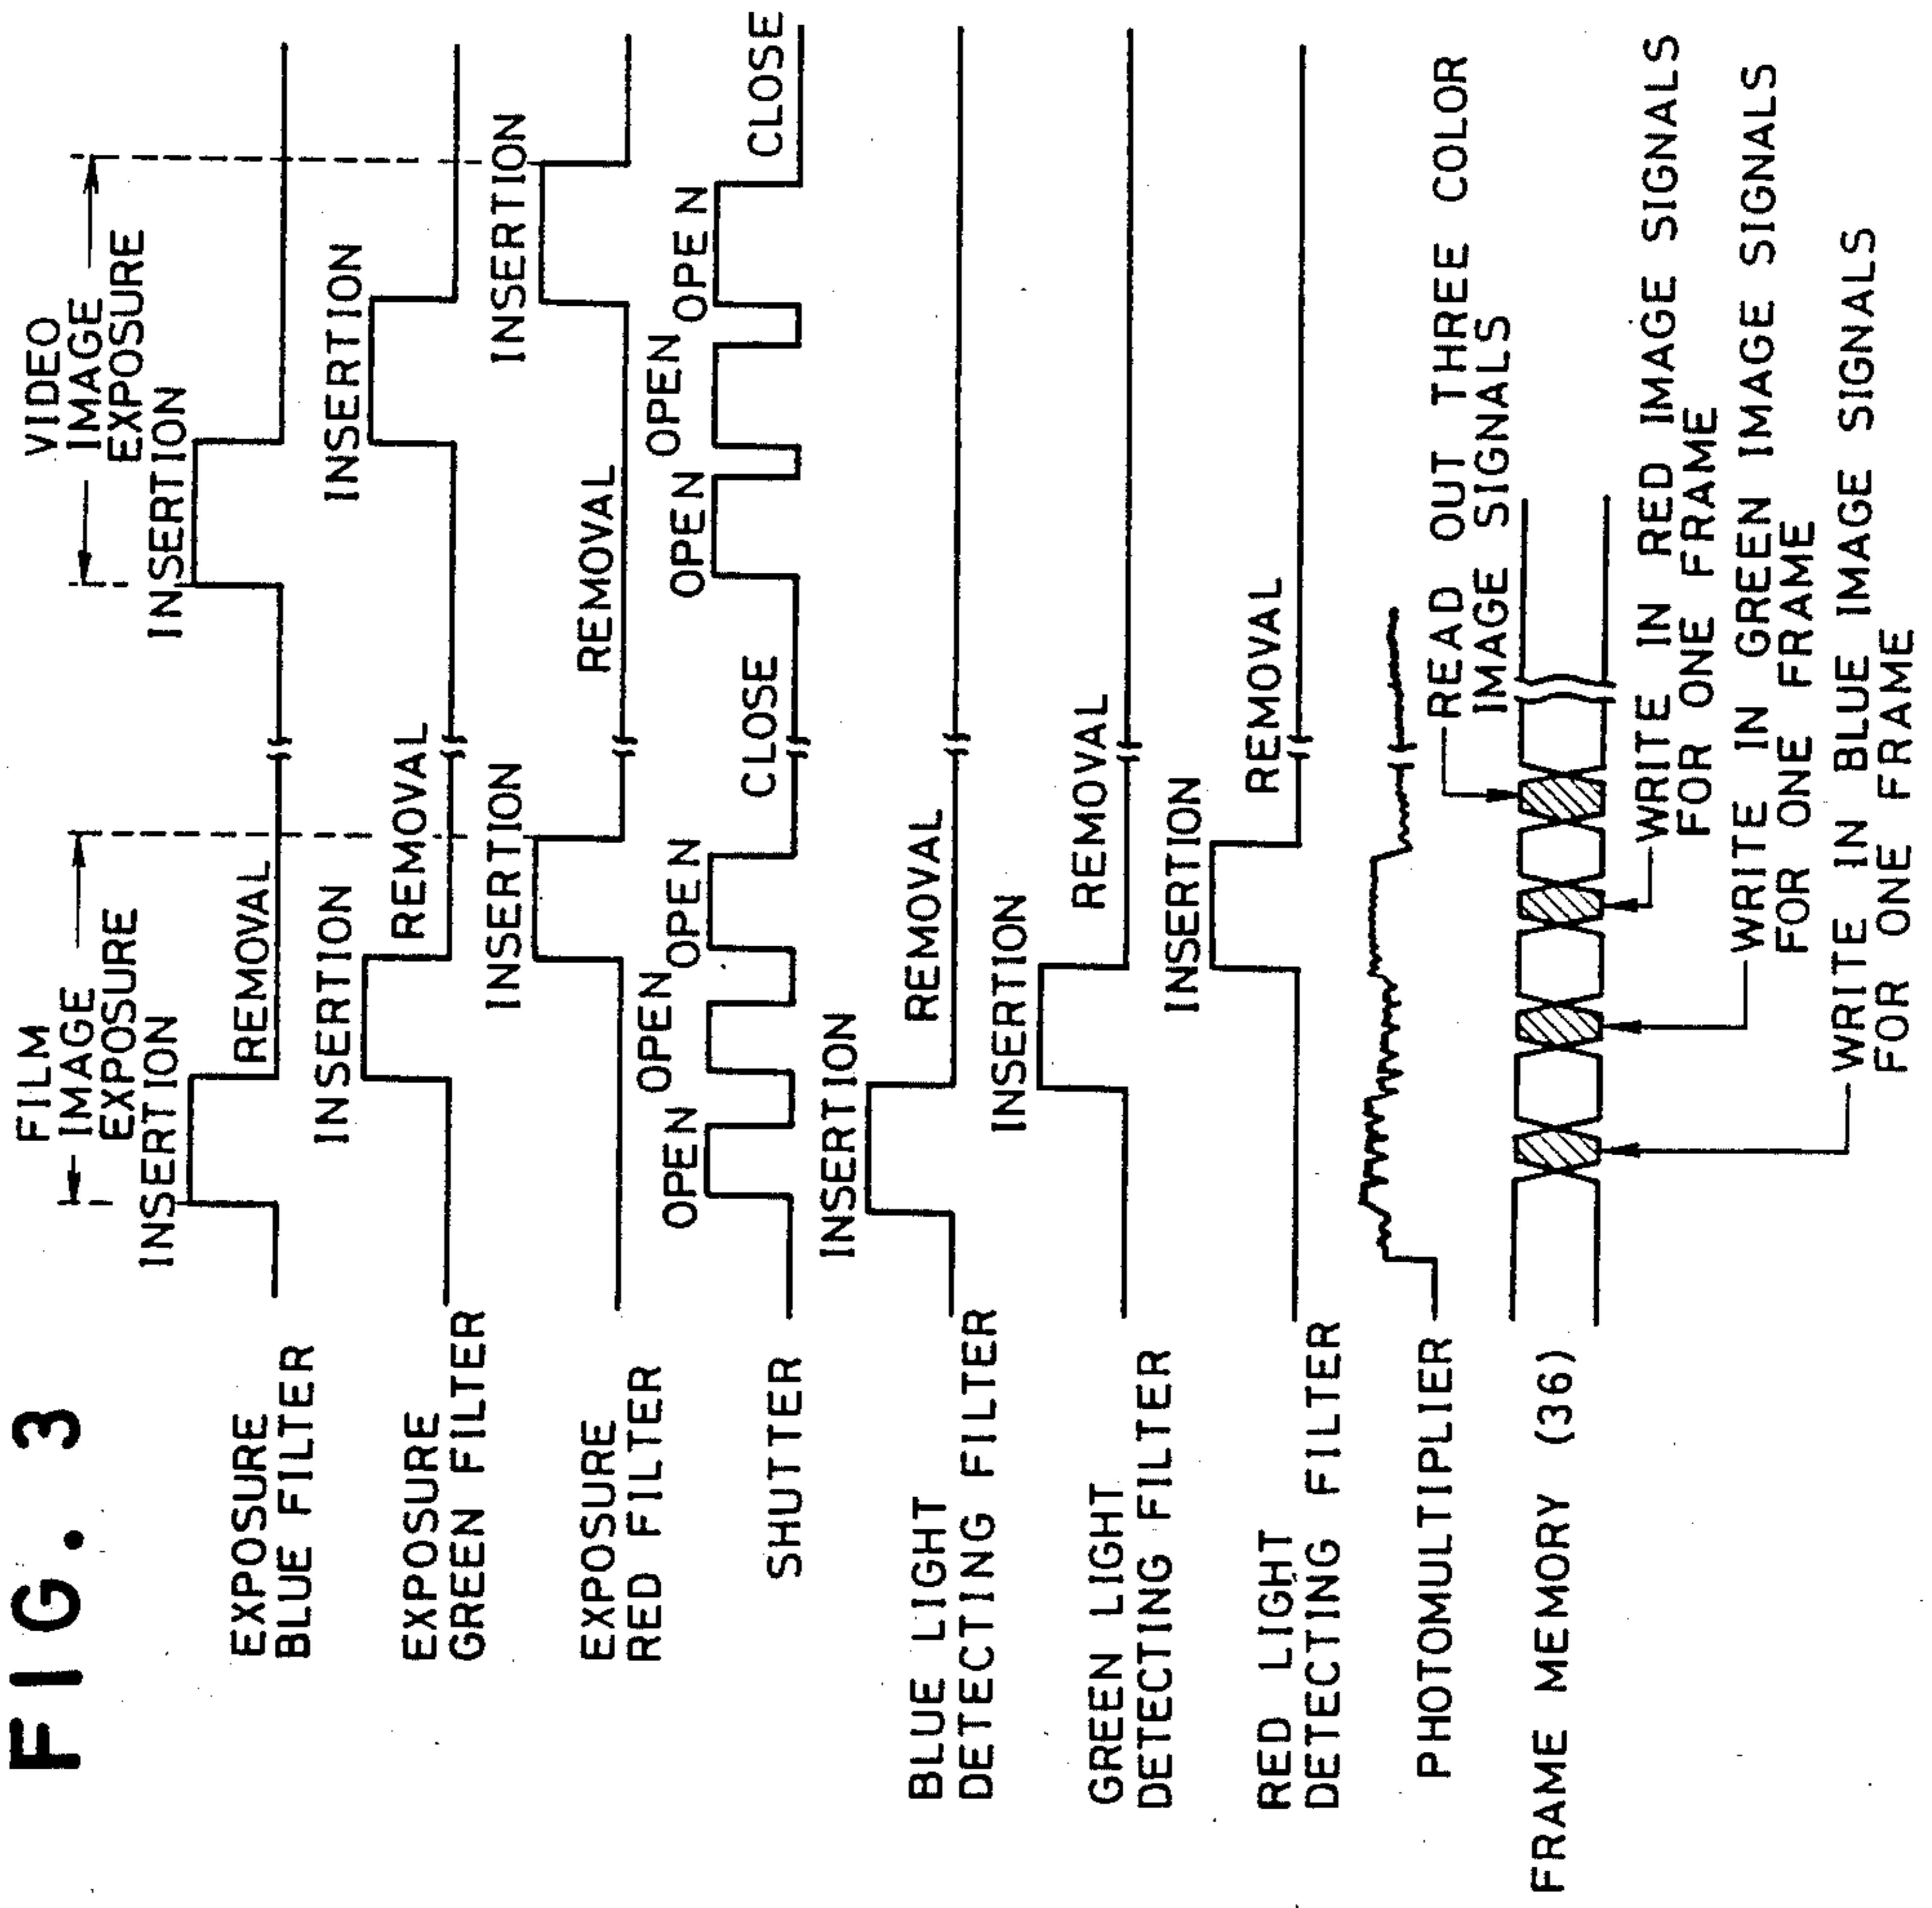 FIG. 3
FILM
IMAGE
EXPOSURE
VIDEO
IMAGE
EXPOSURE
EXPOSURE
BLUE FILTER
INSERTION
REMOVAL
INSERTION
EXPOSURE
GREEN FILTER
INSERTION
REMOVAL
INSERTION
EXPOSURE
RED FILTER
INSERTION
REMOVAL
INSERTION
SHUTTER
OPEN
OPEN
OPEN
CLOSE
OPEN
OPEN
OPEN
CLOSE
BLUE LIGHT
DETECTING FILTER
INSERTION
REMOVAL
GREEN LIGHT
DETECTING FILTER
INSERTION
REMOVAL
RED LIGHT
DETECTING FILTER
INSERTION
REMOVAL
PHOTOMULTIPLIER
FRAME MEMORY (36)
READ OUT THREE COLOR
IMAGE SIGNALS
WRITE IN RED IMAGE SIGNALS
FOR ONE FRAME
WRITE IN GREEN IMAGE SIGNALS
FOR ONE FRAME
WRITE IN BLUE IMAGE SIGNALS
FOR ONE FRAME